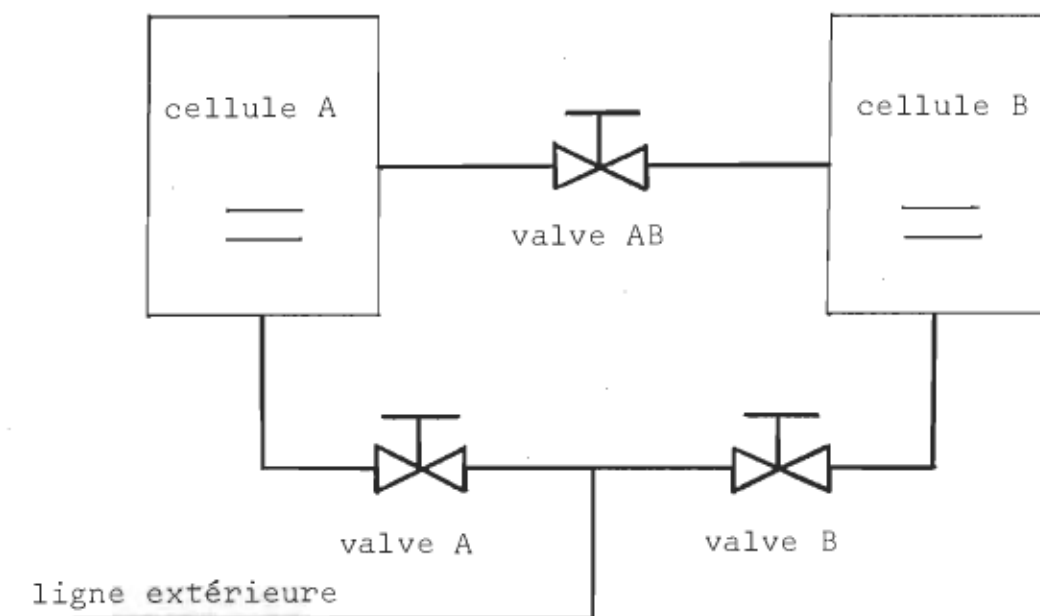 cellule A
cellule B
valve AB
valve A
valve B
ligne extérieure